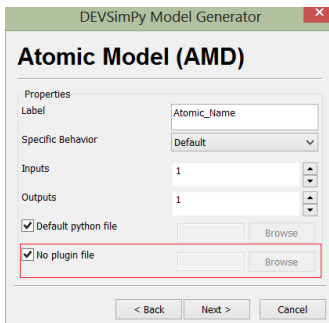 DEVSimPy Model Generator
Atomic Model (AMD)
Properties
Label Atomic_Name
Specific Behavior Default
Inputs 1
Outputs 1
Default python file Browse
No plugin file Browse
< Back Next > Cancel